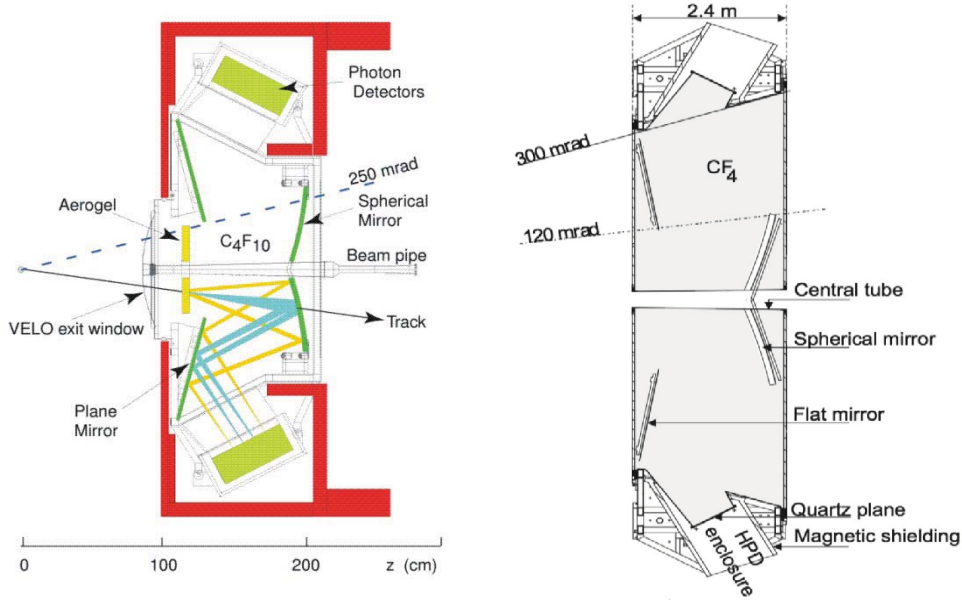 Photon
Detectors
250 mrad
Aerogel
Spherical
Mirror
C4F10
Beam pipe
VELO exit window
Track
Plane
Mirror
0
100
200
z (cm)
2.4 m
300 mrad
CF4
120 mrad
Central tube
Spherical mirror
Flat mirror
Quartz plane
Magnetic shielding
HPD
enclosure